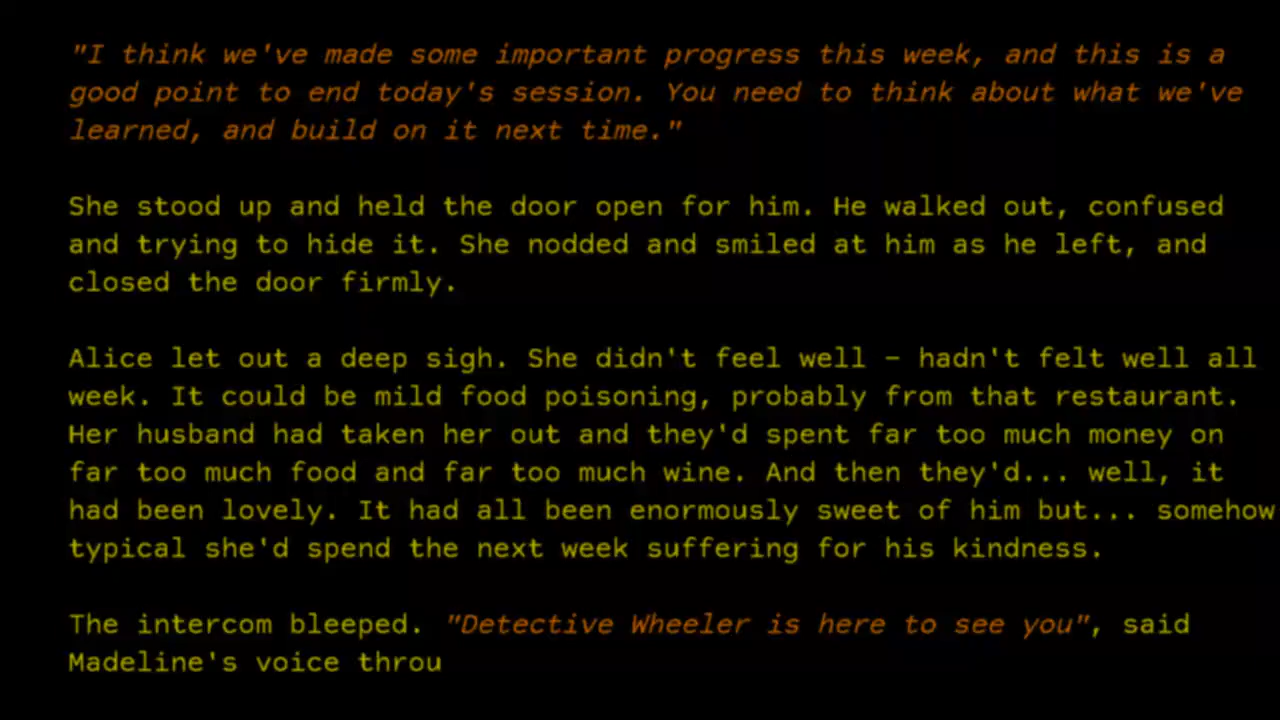 "I think we've made some important progress this week, and this is a
good point to end today's session. You need to think about what we've
learned, and build on it next time."
She stood up and held the door open for him. He walked out, confused
and trying to hide it. She nodded and smiled at him as he left, and
closed the door firmly.
Alice let out a deep sigh. She didn't feel well – hadn't felt well all
week. It could be mild food poisoning, probably from that restaurant.
Her husband had taken her out and they'd spent far too much money on
far too much food and far too much wine. And then they'd... well, it
had been lovely. It had all been enormously sweet of him but... somehow
typical she'd spend the next week suffering for his kindness.
The intercom bleeped. "Detective Wheeler is here to see you", said
Madeline's voice throu